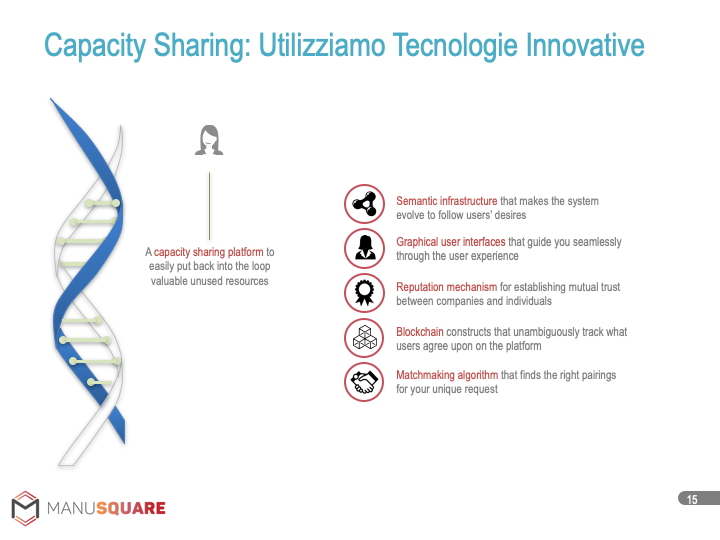 Capacity Sharing: Utilizziamo Tecnologie Innovative
A capacity sharing platform to
easily put back into the loop
valuable unused resources
Semantic infrastructure that makes the system
evolve to follow users' desires
Graphical user interfaces that guide you seamlessly
through the user experience
Reputation mechanism for establishing mutual trust
between companies and individuals
Blockchain constructs that unambiguously track what
users agree upon on the platform
Matchmaking algorithm that finds the right pairings
for your unique request
MANUSQUARE
15